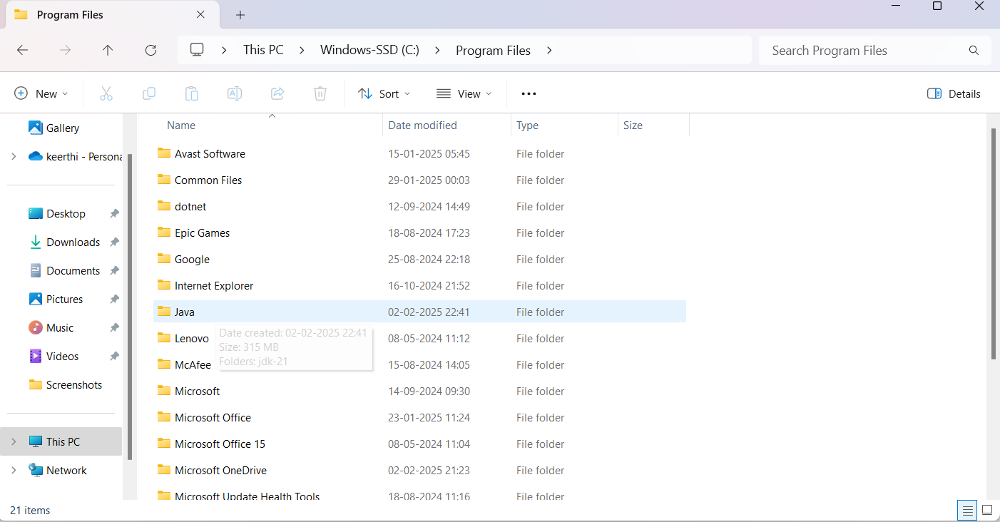 Program Files
This PC > Windows-SSD (C:) > Program Files >
Search Program Files
New
Sort
View
Details
Gallery
keerthi - Persona
Desktop
Downloads
Documents
Pictures
Music
Videos
Screenshots
This PC
Network
Name Date modified Type Size
Avast Software 15-01-2025 05:45 File folder
Common Files 29-01-2025 00:03 File folder
dotnet 12-09-2024 14:49 File folder
Epic Games 18-08-2024 17:23 File folder
Google 25-08-2024 22:18 File folder
Internet Explorer 16-10-2024 21:52 File folder
Java 02-02-2025 22:41 File folder
Lenovo 08-05-2024 11:12 File folder
McAfee 15-08-2024 14:05 File folder
Microsoft 14-09-2024 09:30 File folder
Microsoft Office 23-01-2025 11:24 File folder
Microsoft Office 15 08-05-2024 11:04 File folder
Microsoft OneDrive 02-02-2025 21:23 File folder
Microsoft Update Health Tools 18-08-2024 11:16 File folder
Date created: 02-02-2025 22:41
Size: 315 MB
Folders: jdk-21
21 items